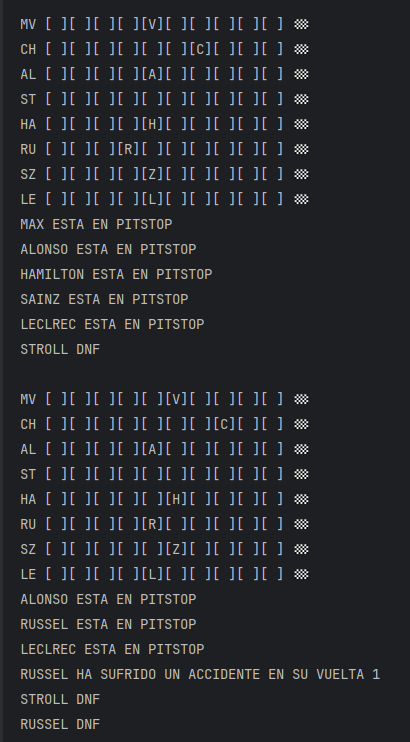 MV [ ][ ][ ][ ][V][ ][ ][ ][ ][ ] 🏁
CH [ ][ ][ ][ ][ ][ ][C][ ][ ][ ] 🏁
AL [ ][ ][ ][ ][A][ ][ ][ ][ ][ ] 🏁
ST [ ][ ][ ][ ][ ][ ][ ][ ][ ][ ] 🏁
HA [ ][ ][ ][ ][H][ ][ ][ ][ ][ ] 🏁
RU [ ][ ][ ][R][ ][ ][ ][ ][ ][ ] 🏁
SZ [ ][ ][ ][ ][Z][ ][ ][ ][ ][ ] 🏁
LE [ ][ ][ ][ ][L][ ][ ][ ][ ][ ] 🏁
MAX ESTA EN PITSTOP
ALONSO ESTA EN PITSTOP
HAMILTON ESTA EN PITSTOP
SAINZ ESTA EN PITSTOP
LECLREC ESTA EN PITSTOP
STROLL DNF
MV [ ][ ][ ][ ][ ][V][ ][ ][ ][ ] 🏁
CH [ ][ ][ ][ ][ ][ ][ ][C][ ][ ] 🏁
AL [ ][ ][ ][ ][A][ ][ ][ ][ ][ ] 🏁
ST [ ][ ][ ][ ][ ][ ][ ][ ][ ][ ] 🏁
HA [ ][ ][ ][ ][ ][H][ ][ ][ ][ ] 🏁
RU [ ][ ][ ][ ][R][ ][ ][ ][ ][ ] 🏁
SZ [ ][ ][ ][ ][ ][Z][ ][ ][ ][ ] 🏁
LE [ ][ ][ ][ ][L][ ][ ][ ][ ][ ] 🏁
ALONSO ESTA EN PITSTOP
RUSSEL ESTA EN PITSTOP
LECLREC ESTA EN PITSTOP
RUSSEL HA SUFRIDO UN ACCIDENTE EN SU VUELTA 1
STROLL DNF
RUSSEL DNF